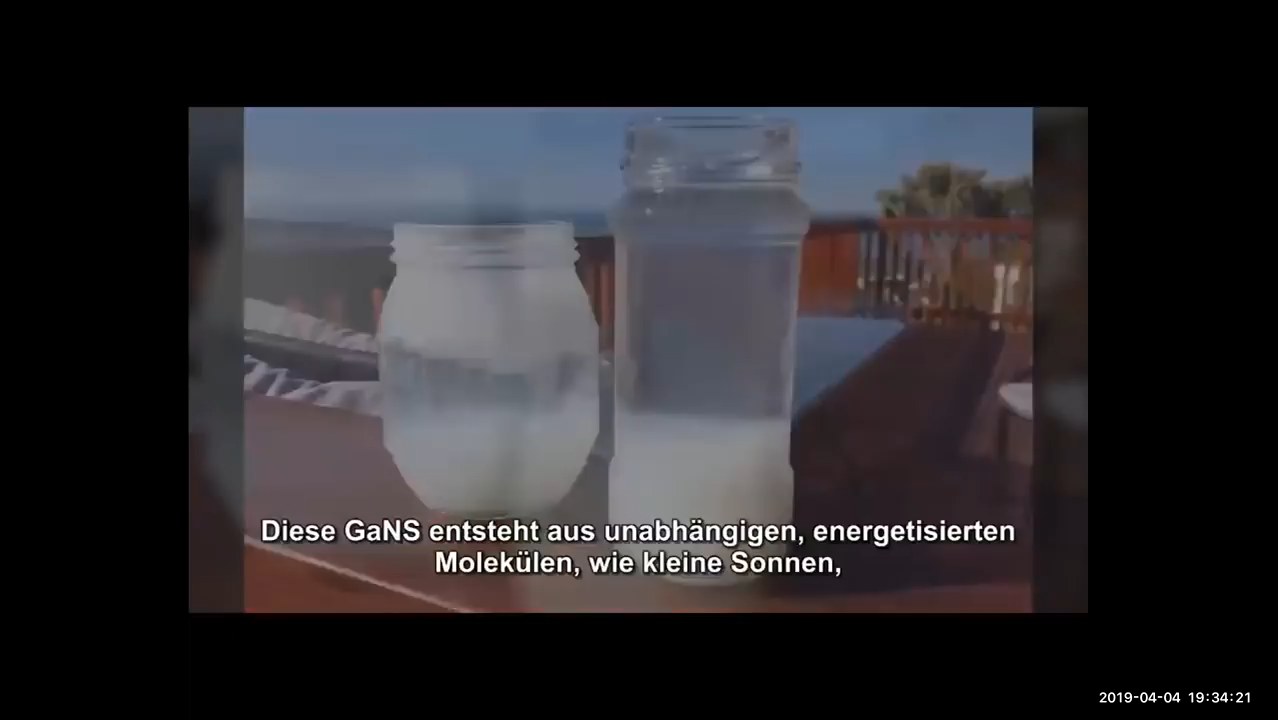 Diese GaNS entsteht aus unabhängigen, energetisierten
Molekülen, wie kleine Sonnen,
2019-04-04 19:34:21